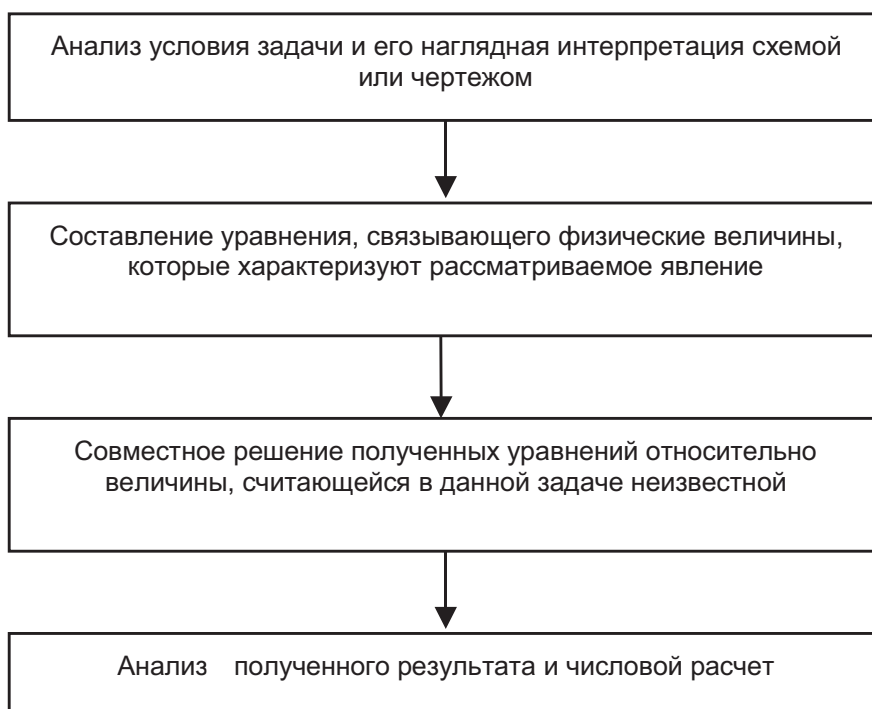 Анализ условия задачи и его наглядная интерпретация схемой
или чертежом
Составление уравнения, связывающего физические величины,
которые характеризуют рассматриваемое явление
Совместное решение полученных уравнений относительно
величины, считающейся в данной задаче неизвестной
Анализ полученного результата и числовой расчет